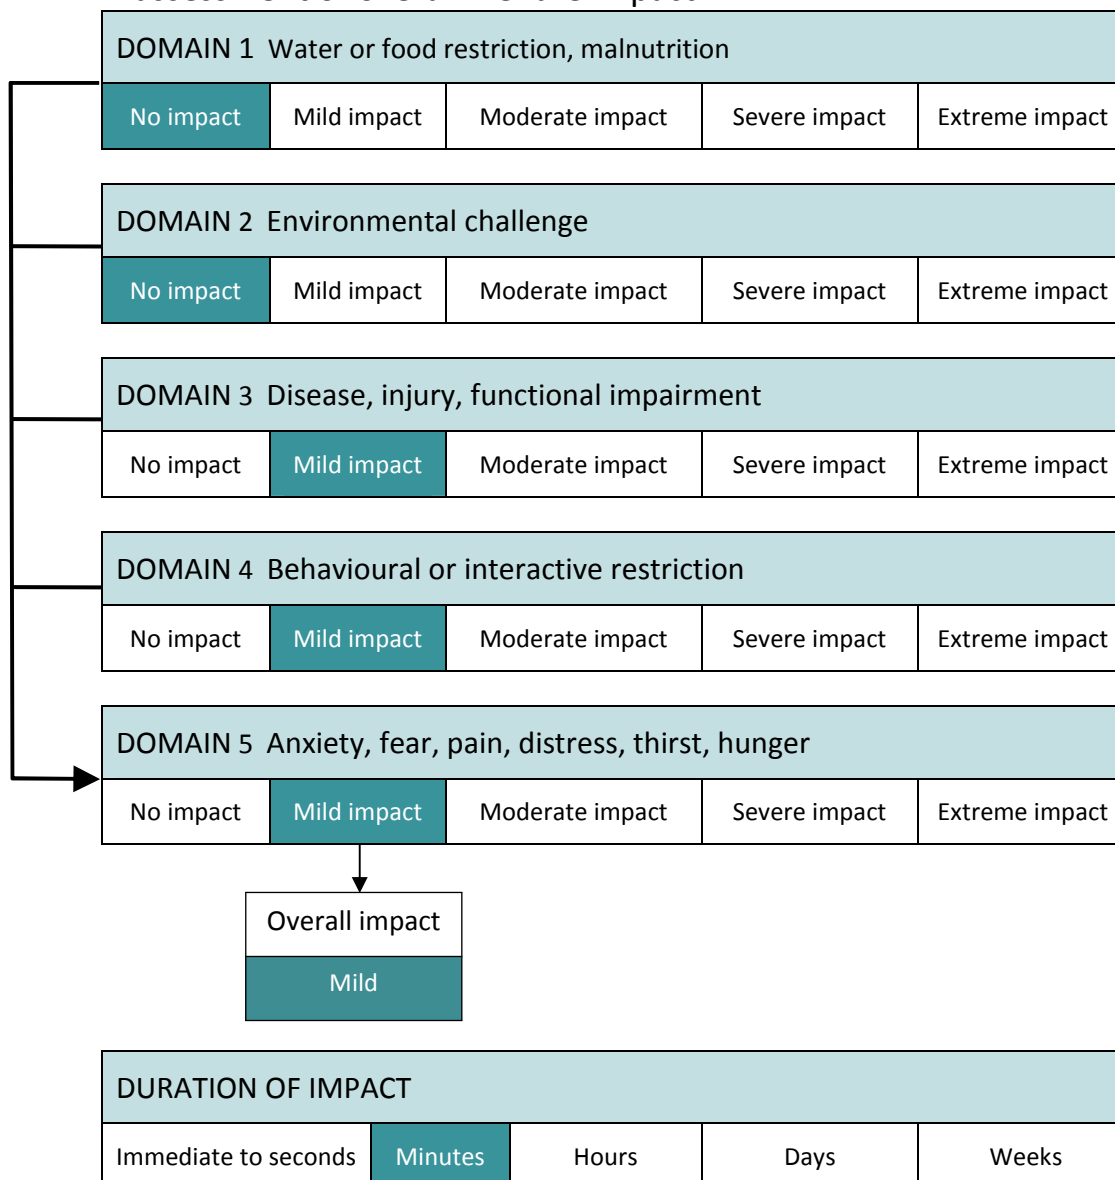 DOMAIN 1 Water or food restriction, malnutrition
No impact Mild impact Moderate impact Severe impact Extreme impact
DOMAIN 2 Environmental challenge
No impact Mild impact Moderate impact Severe impact Extreme impact
DOMAIN 3 Disease, injury, functional impairment
No impact Mild impact Moderate impact Severe impact Extreme impact
DOMAIN 4 Behavioural or interactive restriction
No impact Mild impact Moderate impact Severe impact Extreme impact
DOMAIN 5 Anxiety, fear, pain, distress, thirst, hunger
No impact Mild impact Moderate impact Severe impact Extreme impact
Overall impact
Mild
DURATION OF IMPACT
Immediate to seconds Minutes Hours Days Weeks